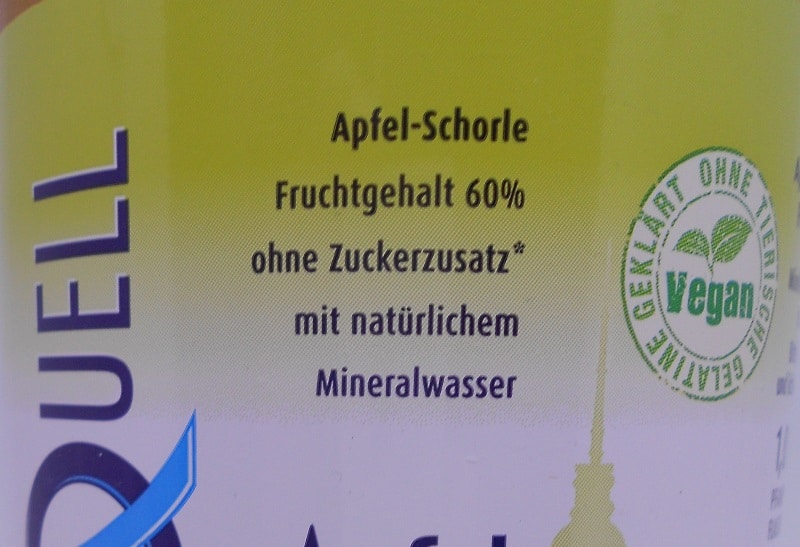 QUELL
Apfel-Schorle
Fruchtgehalt 60%
ohne Zuckerzusatz*
mit natürlichem
Mineralwasser
GEKLÄRT OHNE TIERISCHE GELATINE
Vegan